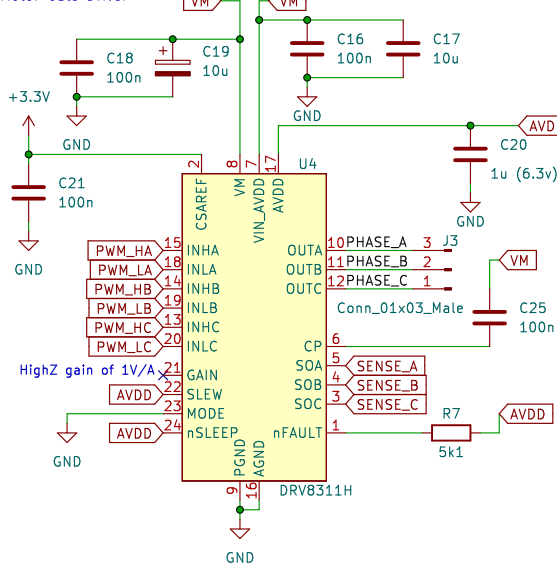 VM
VM
C18
100n
C19
10u
C16
100n
C17
10u
+3.3V
GND
GND
AVD
C20
1u (6.3v)
GND
C21
100n
GND
U4
2
8
7
17
CSAREF
VM
VIN_AVDD
AVDD
PWM_HA
15
INHA
PWM_LA
18
INLA
PWM_HB
14
INHB
PWM_LB
19
INLB
PWM_HC
13
INHC
PWM_LC
20
INLC
HighZ gain of 1V/A
21
GAIN
AVDD
22
SLEW
23
MODE
GND
AVDD
24
nSLEEP
OUTA
10
PHASE_A
3
J3
OUTB
11
PHASE_B
2
OUTC
12
PHASE_C
1
Conn_01x03_Male
VM
C25
100n
CP
6
SOA
5
SENSE_A
SOB
4
SENSE_B
SOC
3
SENSE_C
nFAULT
1
R7
5k1
AVDD
PGND
AGND
9
16
DRV8311H
GND